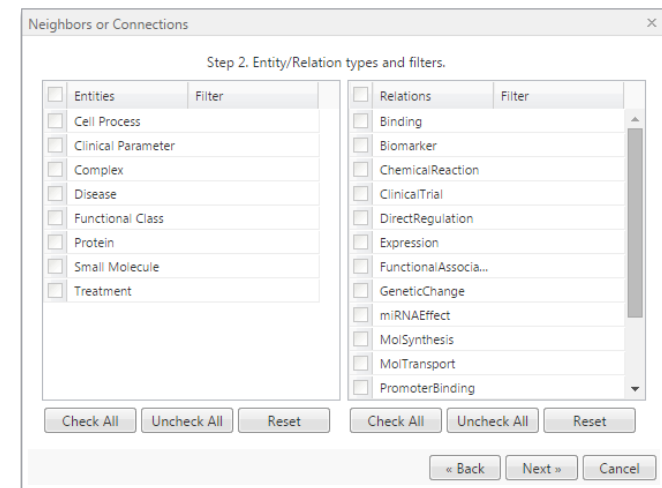 Neighbors or Connections
Step 2. Entity/Relation types and filters.
Entities Filter
Cell Process
Clinical Parameter
Complex
Disease
Functional Class
Protein
Small Molecule
Treatment
Check All Uncheck All Reset
Relations Filter
Binding
Biomarker
ChemicalReaction
ClinicalTrial
DirectRegulation
Expression
FunctionalAssocia...
GeneticChange
miRNAEffect
MolSynthesis
MolTransport
PromoterBinding
Check All Uncheck All Reset
« Back Next » Cancel